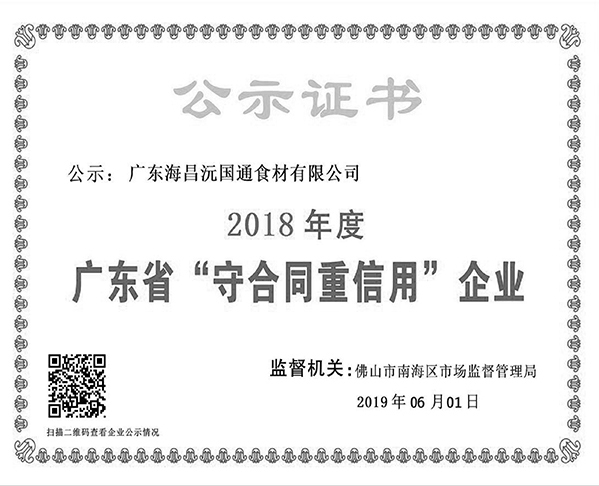 公示证书
公示：广东海昌沅国通食材有限公司
2018 年度
广东省“守合同重信用”企业
监督机关：佛山市南海区市场监督管理局
2019 年 06 月 01 日
扫描二维码查看企业公示情况